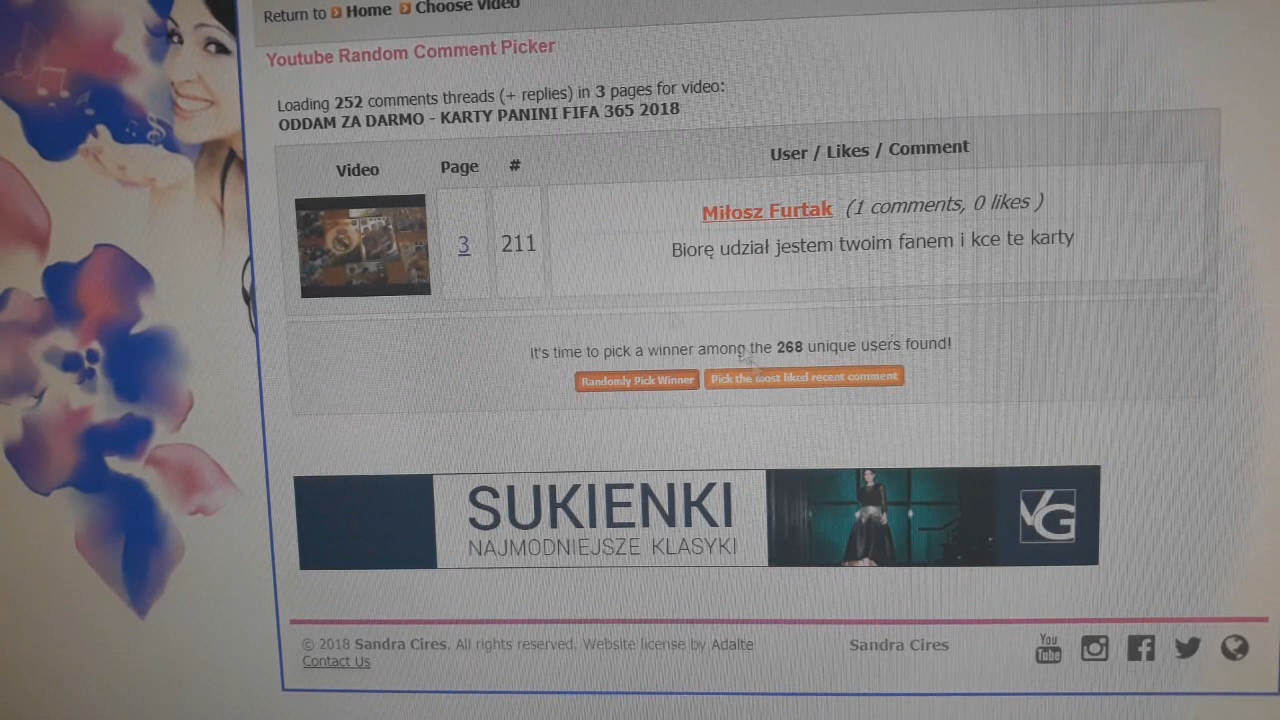 Return to Home Choose Video
Youtube Random Comment Picker
Loading 252 comments threads (+ replies) in 3 pages for video:
ODDAM ZA DARMO - KARTY PANINI FIFA 365 2018
Video Page # User / Likes / Comment
3 211 Miłosz Furtak (1 comments, 0 likes )
Biorę udział jestem twoim fanem i kce te karty
It's time to pick a winner among the 268 unique users found!
Randomly Pick Winner Pick the most liked recent comment
SUKIENKI
NAJMODNIEJSZE KLASYKI
VG
© 2018 Sandra Cires. All rights reserved. Website license by Adalte
Contact Us
Sandra Cires
You
Tube